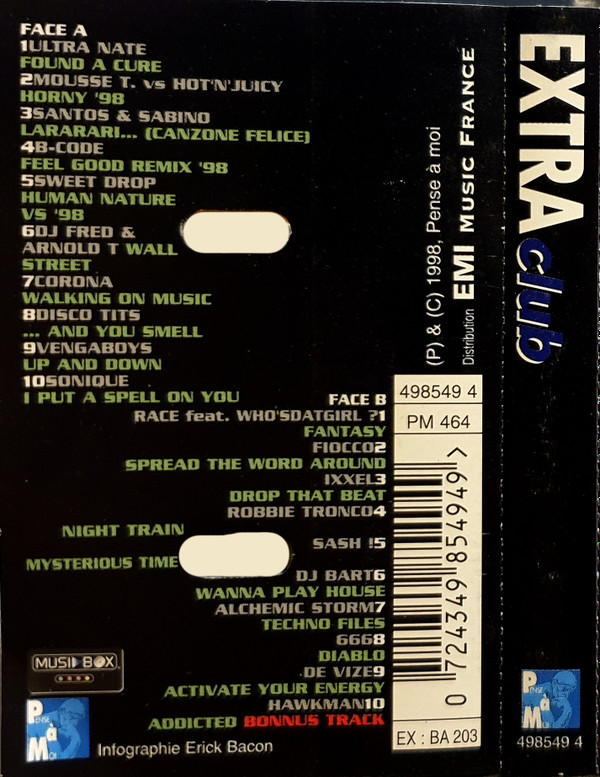 FACE A
1ULTRA NATE
FOUND A CURE
2MOUSSE T. vs HOT'N'JUICY
HORNY '98
3SANTOS & SABINO
LARARARI... (CANZONE FELICE)
4B-CODE
FEEL GOOD REMIX '98
5SWEET DROP
HUMAN NATURE
VS '98
6DJ FRED &
ARNOLD T WALL
STREET
7CORONA
WALKING ON MUSIC
8DISCO TITS
... AND YOU SMELL
9VENGABOYS
UP AND DOWN
10SONIQUE
I PUT A SPELL ON YOU
FACE B
RACE feat. WHO'SDATGIRL ?1
FANTASY
FIOCCO2
SPREAD THE WORD AROUND
IXXEL3
DROP THAT BEAT
ROBBIE TRONCO4
NIGHT TRAIN
SASH !5
MYSTERIOUS TIME
DJ BART6
WANNA PLAY HOUSE
ALCHEMIC STORM7
TECHNO FILES
6668
DIABLO
DE VIZE9
ACTIVATE YOUR ENERGY
HAWKMAN10
ADDICTED BONNUS TRACK
MUSIC BOX
PENSE
à
MOI
Infographie Erick Bacon
(P) & (C) 1998, Pense à moi
Distribution EMI MUSIC FRANCE
498549 4
PM 464
0 724349 854949 >
EX : BA 203
EXTRA club
PENSE
à
MOI
498549 4